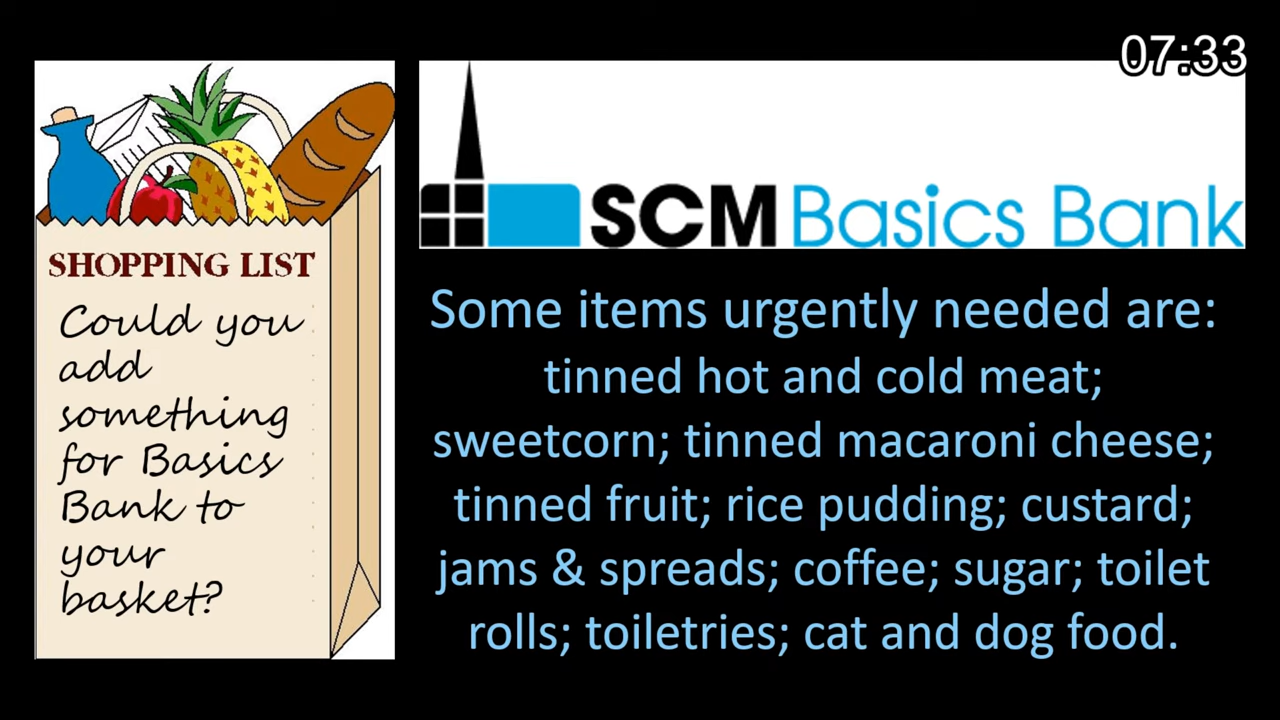 07:33
SHOPPING LIST
Could you
add
something
for Basics
Bank to
your
basket?
SCM Basics Bank
Some items urgently needed are:
tinned hot and cold meat;
sweetcorn; tinned macaroni cheese;
tinned fruit; rice pudding; custard;
jams & spreads; coffee; sugar; toilet
rolls; toiletries; cat and dog food.